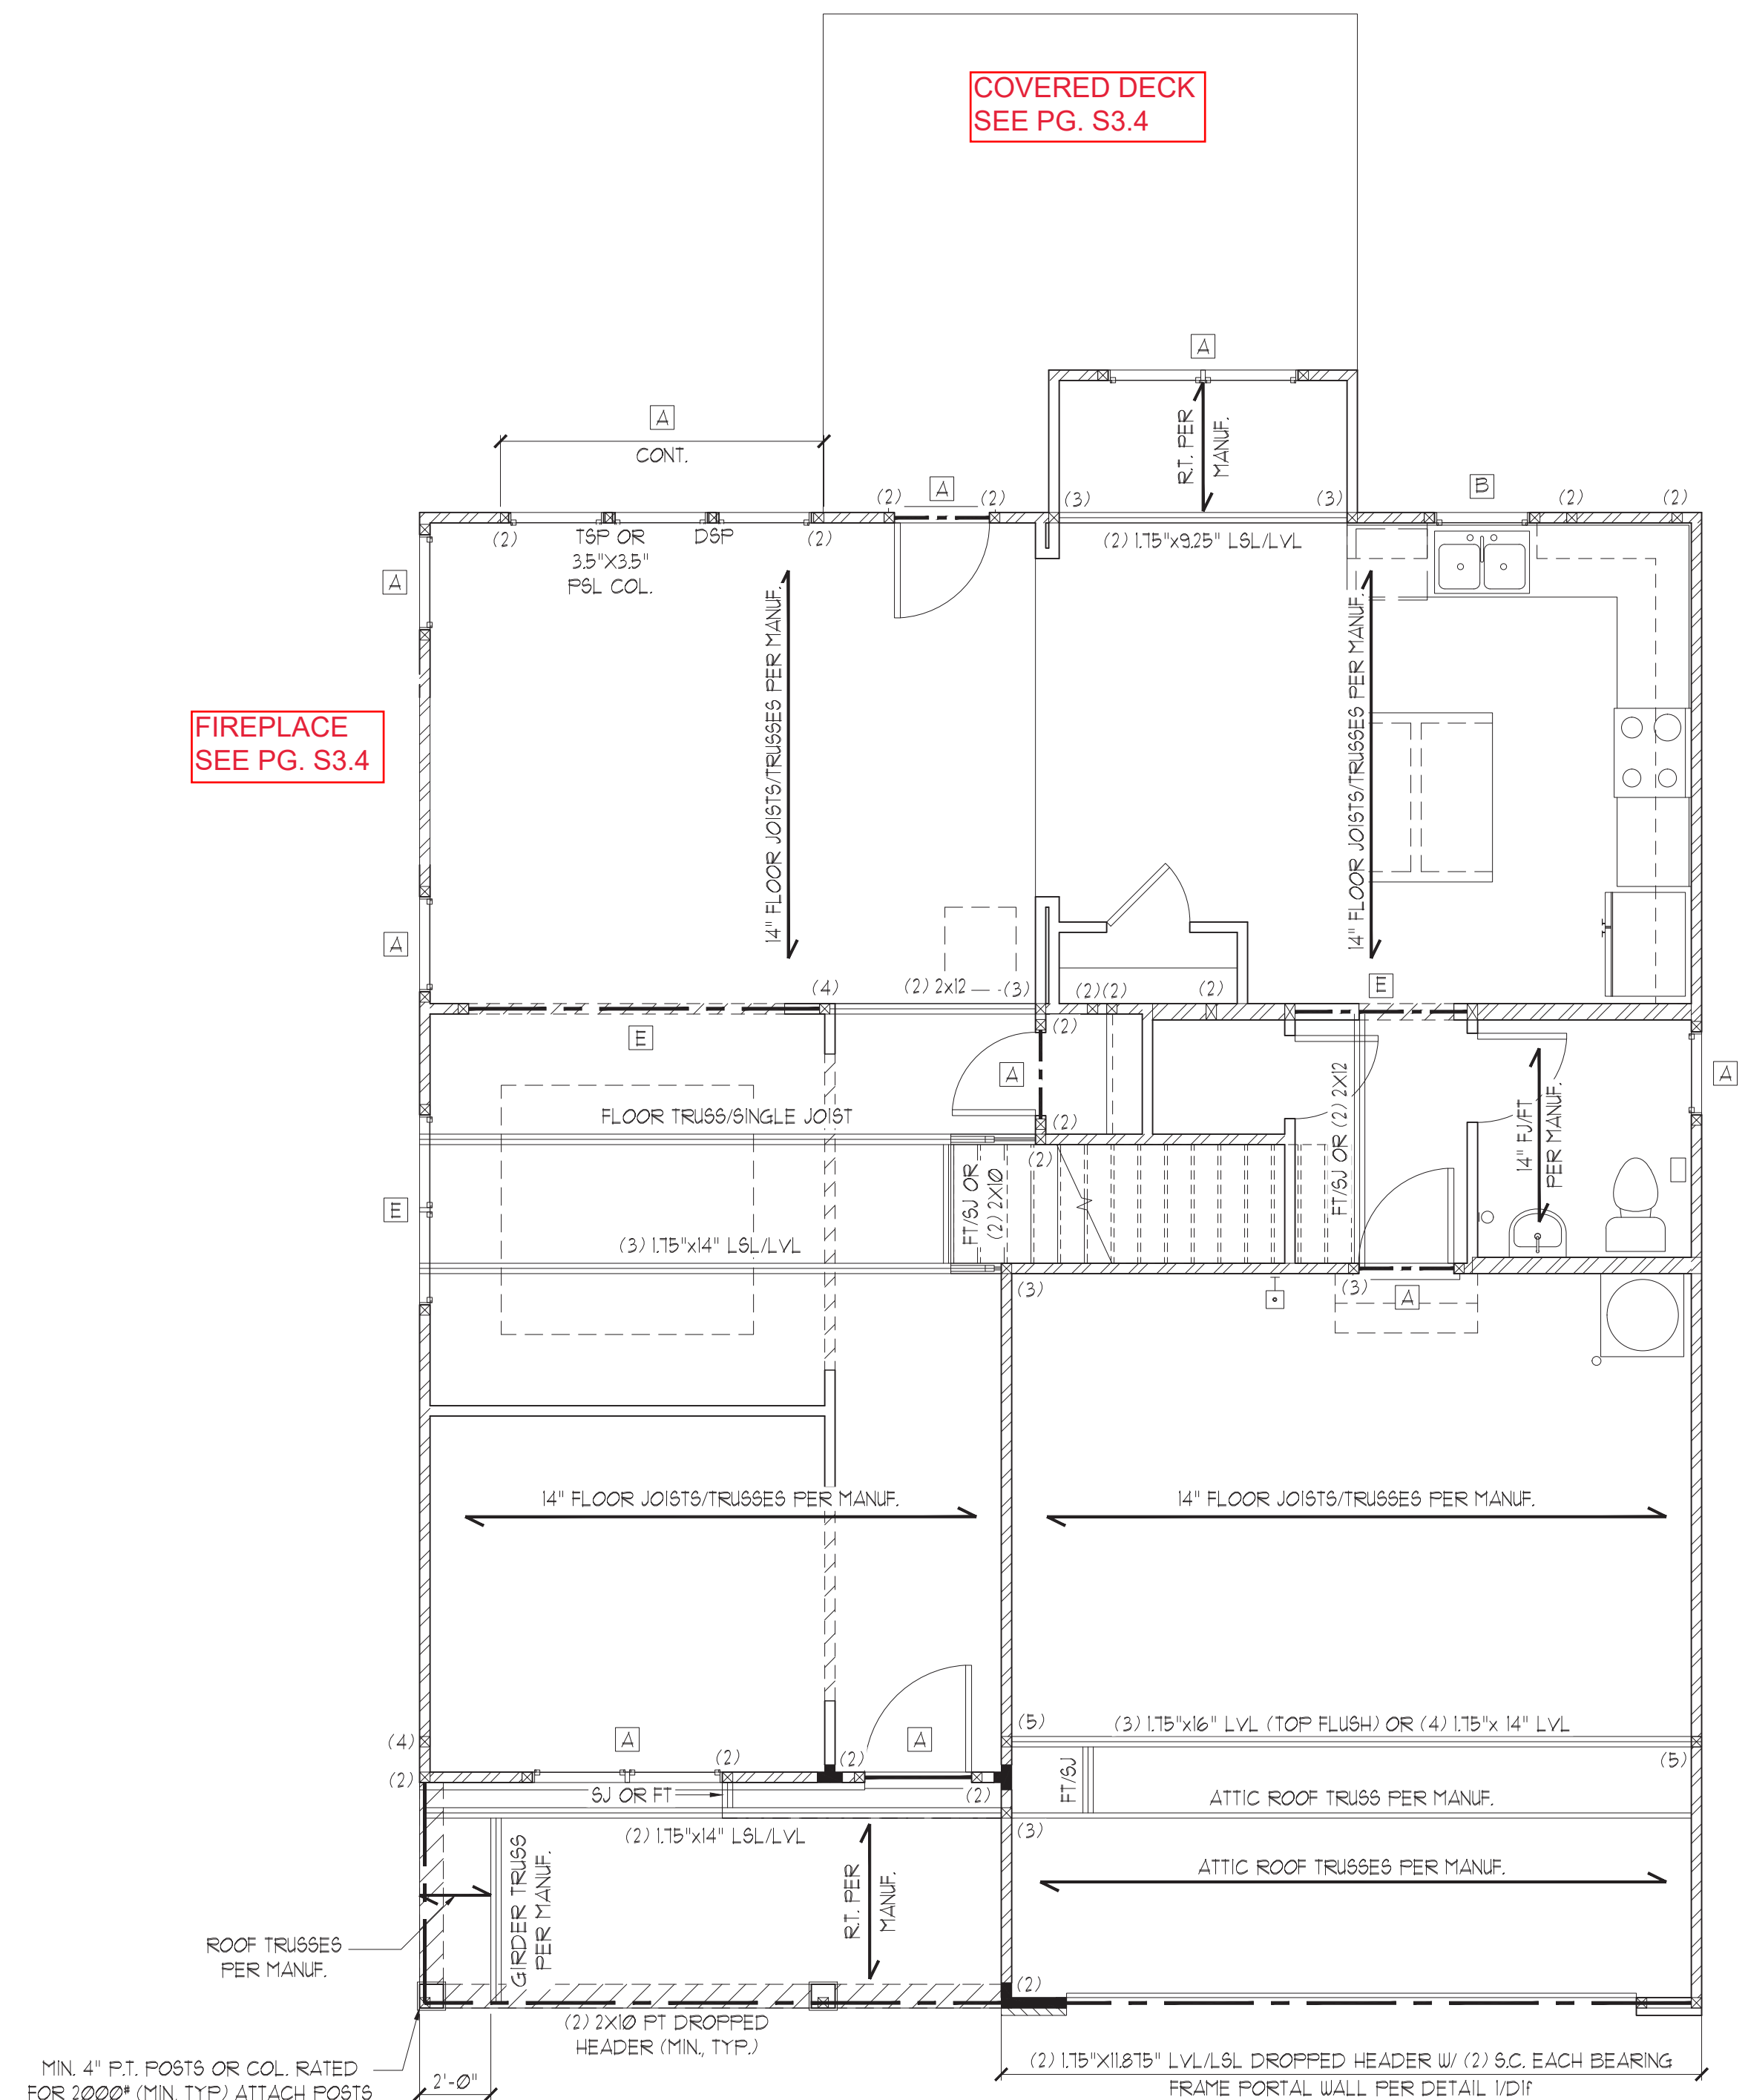 COVERED DECK
SEE PG. S3.4
A
A
CONT.
R.T. PER
MANUF.
(2)
A
(2)
(3)
(3)
B
(2)
(2)
(2)
TSP OR
3.5"X3.5"
PSL COL.
DSP
(2)
(2) 1.75"x9.25" LSL/LVL
A
14" FLOOR JOISTS/TRUSSES PER MANUF.
14" FLOOR JOISTS/TRUSSES PER MANUF.
FIREPLACE
SEE PG. S3.4
A
(4)
(2) 2x12
(3)
(2)(2)
(2)
E
E
(2)
A
(2)
A
FLOOR TRUSS/SINGLE JOIST
FT/SJ OR (2) 2X12
14" FJ/FT
PER MANUF.
(2)
FT/SJ OR
(2) 2X10
E
(3) 1.75"x14" LSL/LVL
(3)
(3)
A
14" FLOOR JOISTS/TRUSSES PER MANUF.
14" FLOOR JOISTS/TRUSSES PER MANUF.
(4)
A
(2)
(2)
A
(5)
(3) 1.75"x16" LVL (TOP FLUSH) OR (4) 1.75"x 14" LVL
(5)
(2)
SJ OR FT
(2)
FT/SJ
ATTIC ROOF TRUSS PER MANUF.
(2) 1.75"x14" LSL/LVL
(3)
ATTIC ROOF TRUSSES PER MANUF.
GIRDER TRUSS
PER MANUF.
R.T. PER
MANUF.
ROOF TRUSSES
PER MANUF.
(2)
(2) 2X10 PT DROPPED
HEADER (MIN., TYP.)
MIN. 4" P.T. POSTS OR COL. RATED
FOR 2000# (MIN. TYP.) ATTACH POSTS
2'-0"
(2) 1.75"X11.875" LVL/LSL DROPPED HEADER W/ (2) S.C. EACH BEARING
FRAME PORTAL WALL PER DETAIL 1/D1f